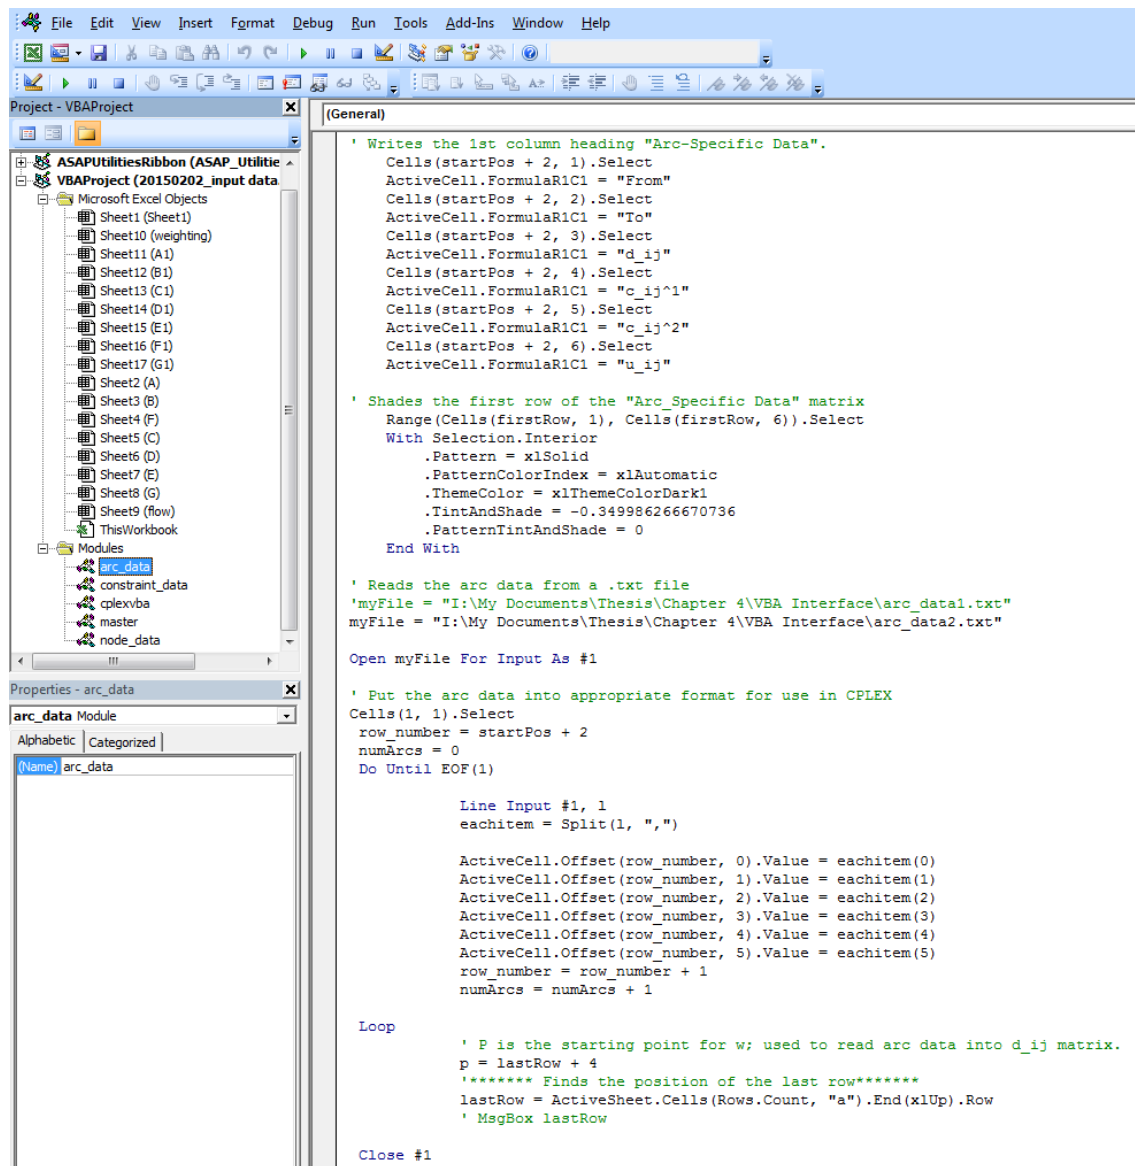 File Edit View Insert Format Debug Run Tools Add-Ins Window Help
Project - VBAProject
ASAPUtilitiesRibbon (ASAP_Utilitie
VBAProject (20150202_input data.
Microsoft Excel Objects
Sheet1 (Sheet1)
Sheet10 (weighting)
Sheet11 (A1)
Sheet12 (B1)
Sheet13 (C1)
Sheet14 (D1)
Sheet15 (E1)
Sheet16 (F1)
Sheet17 (G1)
Sheet2 (A)
Sheet3 (B)
Sheet4 (F)
Sheet5 (C)
Sheet6 (D)
Sheet7 (E)
Sheet8 (G)
Sheet9 (flow)
ThisWorkbook
Modules
arc_data
constraint_data
cplexvba
master
node_data
Properties - arc_data
arc_data Module
Alphabetic Categorized
(Name) arc_data
(General)
' Writes the 1st column heading "Arc-Specific Data".
Cells(startPos + 2, 1).Select
ActiveCell.FormulaR1C1 = "From"
Cells(startPos + 2, 2).Select
ActiveCell.FormulaR1C1 = "To"
Cells(startPos + 2, 3).Select
ActiveCell.FormulaR1C1 = "d_ij"
Cells(startPos + 2, 4).Select
ActiveCell.FormulaR1C1 = "c_ij^1"
Cells(startPos + 2, 5).Select
ActiveCell.FormulaR1C1 = "c_ij^2"
Cells(startPos + 2, 6).Select
ActiveCell.FormulaR1C1 = "u_ij"
' Shades the first row of the "Arc_Specific Data" matrix
Range(Cells(firstRow, 1), Cells(firstRow, 6)).Select
With Selection.Interior
.Pattern = xlSolid
.PatternColorIndex = xlAutomatic
.ThemeColor = xlThemeColorDark1
.TintAndShade = -0.349986266670736
.PatternTintAndShade = 0
End With
' Reads the arc data from a .txt file
'myFile = "I:\My Documents\Thesis\Chapter 4\VBA Interface\arc_data1.txt"
myFile = "I:\My Documents\Thesis\Chapter 4\VBA Interface\arc_data2.txt"
Open myFile For Input As #1
' Put the arc data into appropriate format for use in CPLEX
Cells(1, 1).Select
row_number = startPos + 2
numArcs = 0
Do Until EOF(1)
Line Input #1, l
eachitem = Split(l, ",")
ActiveCell.Offset(row_number, 0).Value = eachitem(0)
ActiveCell.Offset(row_number, 1).Value = eachitem(1)
ActiveCell.Offset(row_number, 2).Value = eachitem(2)
ActiveCell.Offset(row_number, 3).Value = eachitem(3)
ActiveCell.Offset(row_number, 4).Value = eachitem(4)
ActiveCell.Offset(row_number, 5).Value = eachitem(5)
row_number = row_number + 1
numArcs = numArcs + 1
Loop
' P is the starting point for w; used to read arc data into d_ij matrix.
p = lastRow + 4
'******* Finds the position of the last row*******
lastRow = ActiveSheet.Cells(Rows.Count, "a").End(xlUp).Row
' MsgBox lastRow
Close #1